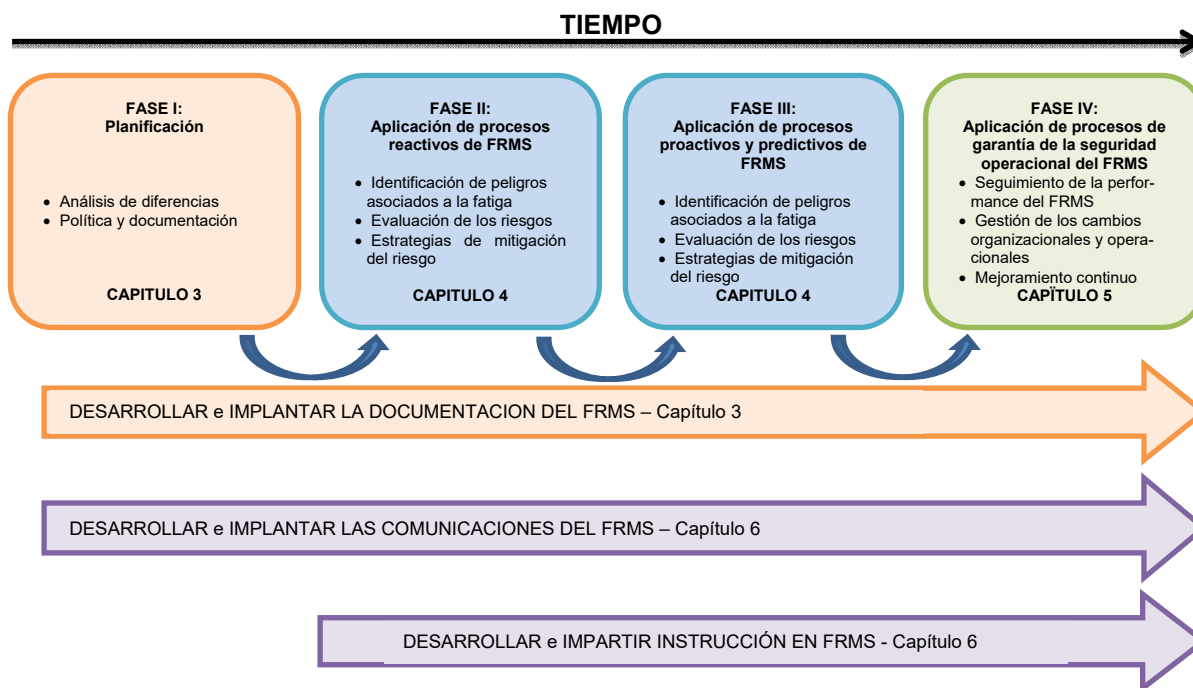 TIEMPO
FASE I:
Planificación
• Análisis de diferencias
• Política y documentación
CAPITULO 3
FASE II:
Aplicación de procesos
reactivos de FRMS
• Identificación de peligros
asociados a la fatiga
• Evaluación de los riesgos
• Estrategias de mitigación
del riesgo
CAPITULO 4
FASE III:
Aplicación de procesos
proactivos y predictivos de
FRMS
• Identificación de peligros
asociados a la fatiga
• Evaluación de los riesgos
• Estrategias de mitigación
del riesgo
CAPITULO 4
FASE IV:
Aplicación de procesos de
garantía de la seguridad
operacional del FRMS
• Seguimiento de la perfor-
mance del FRMS
• Gestión de los cambios
organizacionales y opera-
cionales
• Mejoramiento continuo
CAPÏTULO 5
DESARROLLAR e IMPLANTAR LA DOCUMENTACION DEL FRMS – Capítulo 3
DESARROLLAR e IMPLANTAR LAS COMUNICACIONES DEL FRMS – Capítulo 6
DESARROLLAR e IMPARTIR INSTRUCCIÓN EN FRMS - Capítulo 6